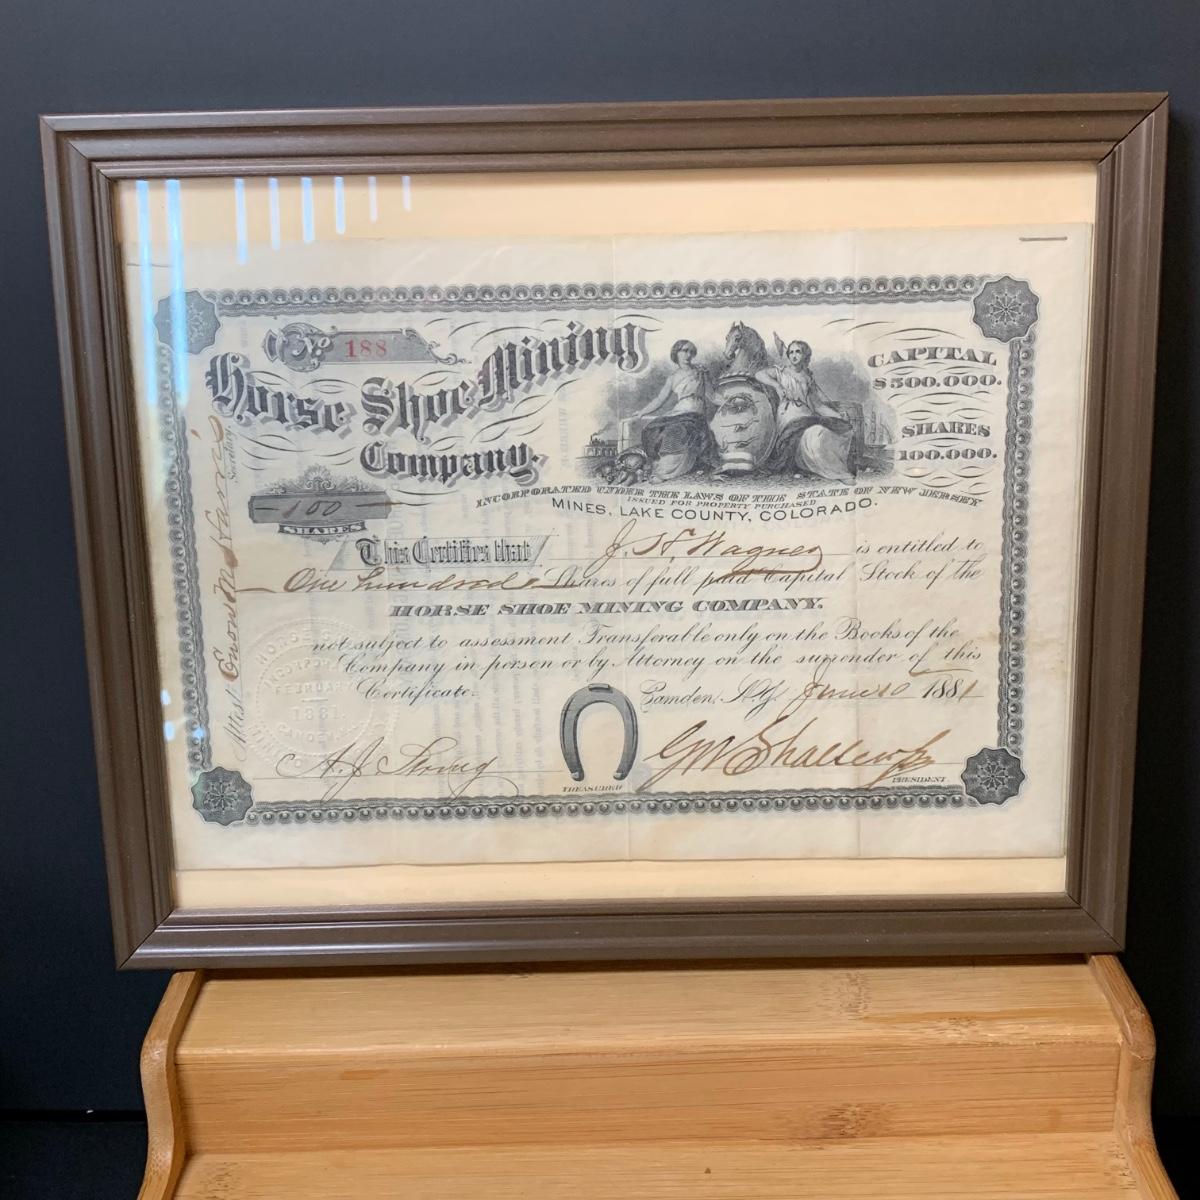 No 188
Horse Shoe Mining
Company.
CAPITAL
$500.000.
SHARES
100.000.
100
SHARES
INCORPORATED UNDER THE LAWS OF THE STATE OF NEW JERSEY
ISSUED FOR PROPERTY PURCHASED
MINES, LAKE COUNTY, COLORADO.
This Certifies that J. H. Wagner is entitled to
One hundred Shares of full paid Capital Stock of the
HORSE SHOE MINING COMPANY.
not subject to assessment Transferable only on the Books of the
Company in person or by Attorney on the surrender of this
Certificate.
Camden, N.J. June 10 1881
A. J. Strong
TREASURER
PRESIDENT.
Attest
Secretary.
FEBRUARY
1881
CAMDEN